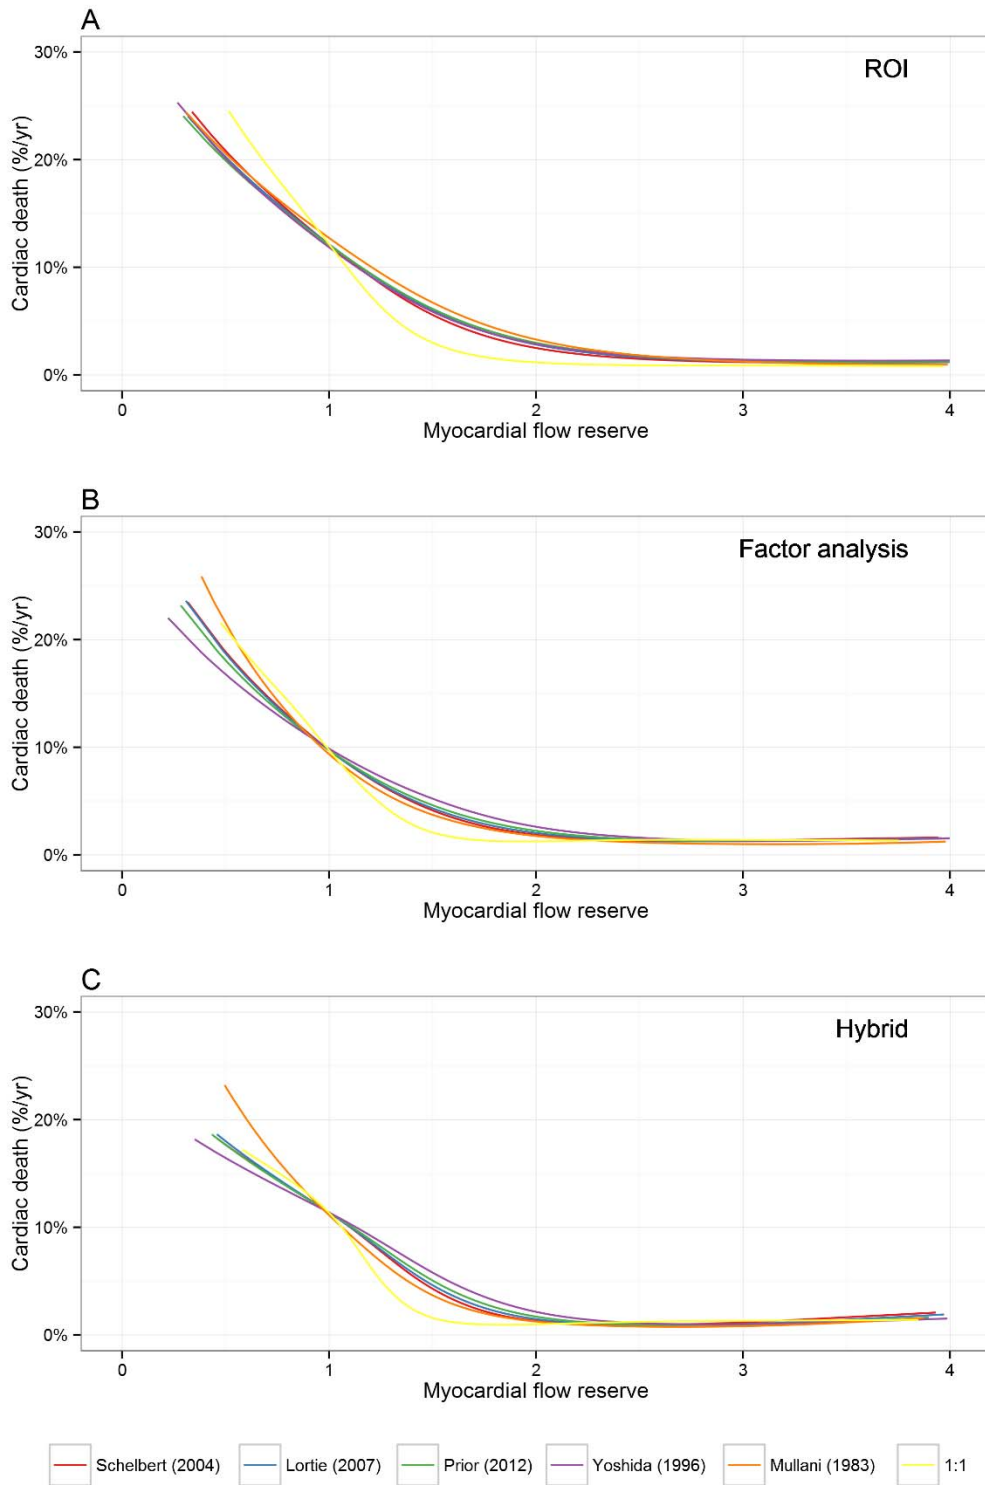 A
ROI
30%
20%
10%
0%
Cardiac death (%/yr)
0 1 2 3 4
Myocardial flow reserve
B
Factor analysis
30%
20%
10%
0%
Cardiac death (%/yr)
0 1 2 3 4
Myocardial flow reserve
C
Hybrid
30%
20%
10%
0%
Cardiac death (%/yr)
0 1 2 3 4
Myocardial flow reserve
Schelbert (2004) Lortie (2007) Prior (2012) Yoshida (1996) Mullani (1983) 1:1